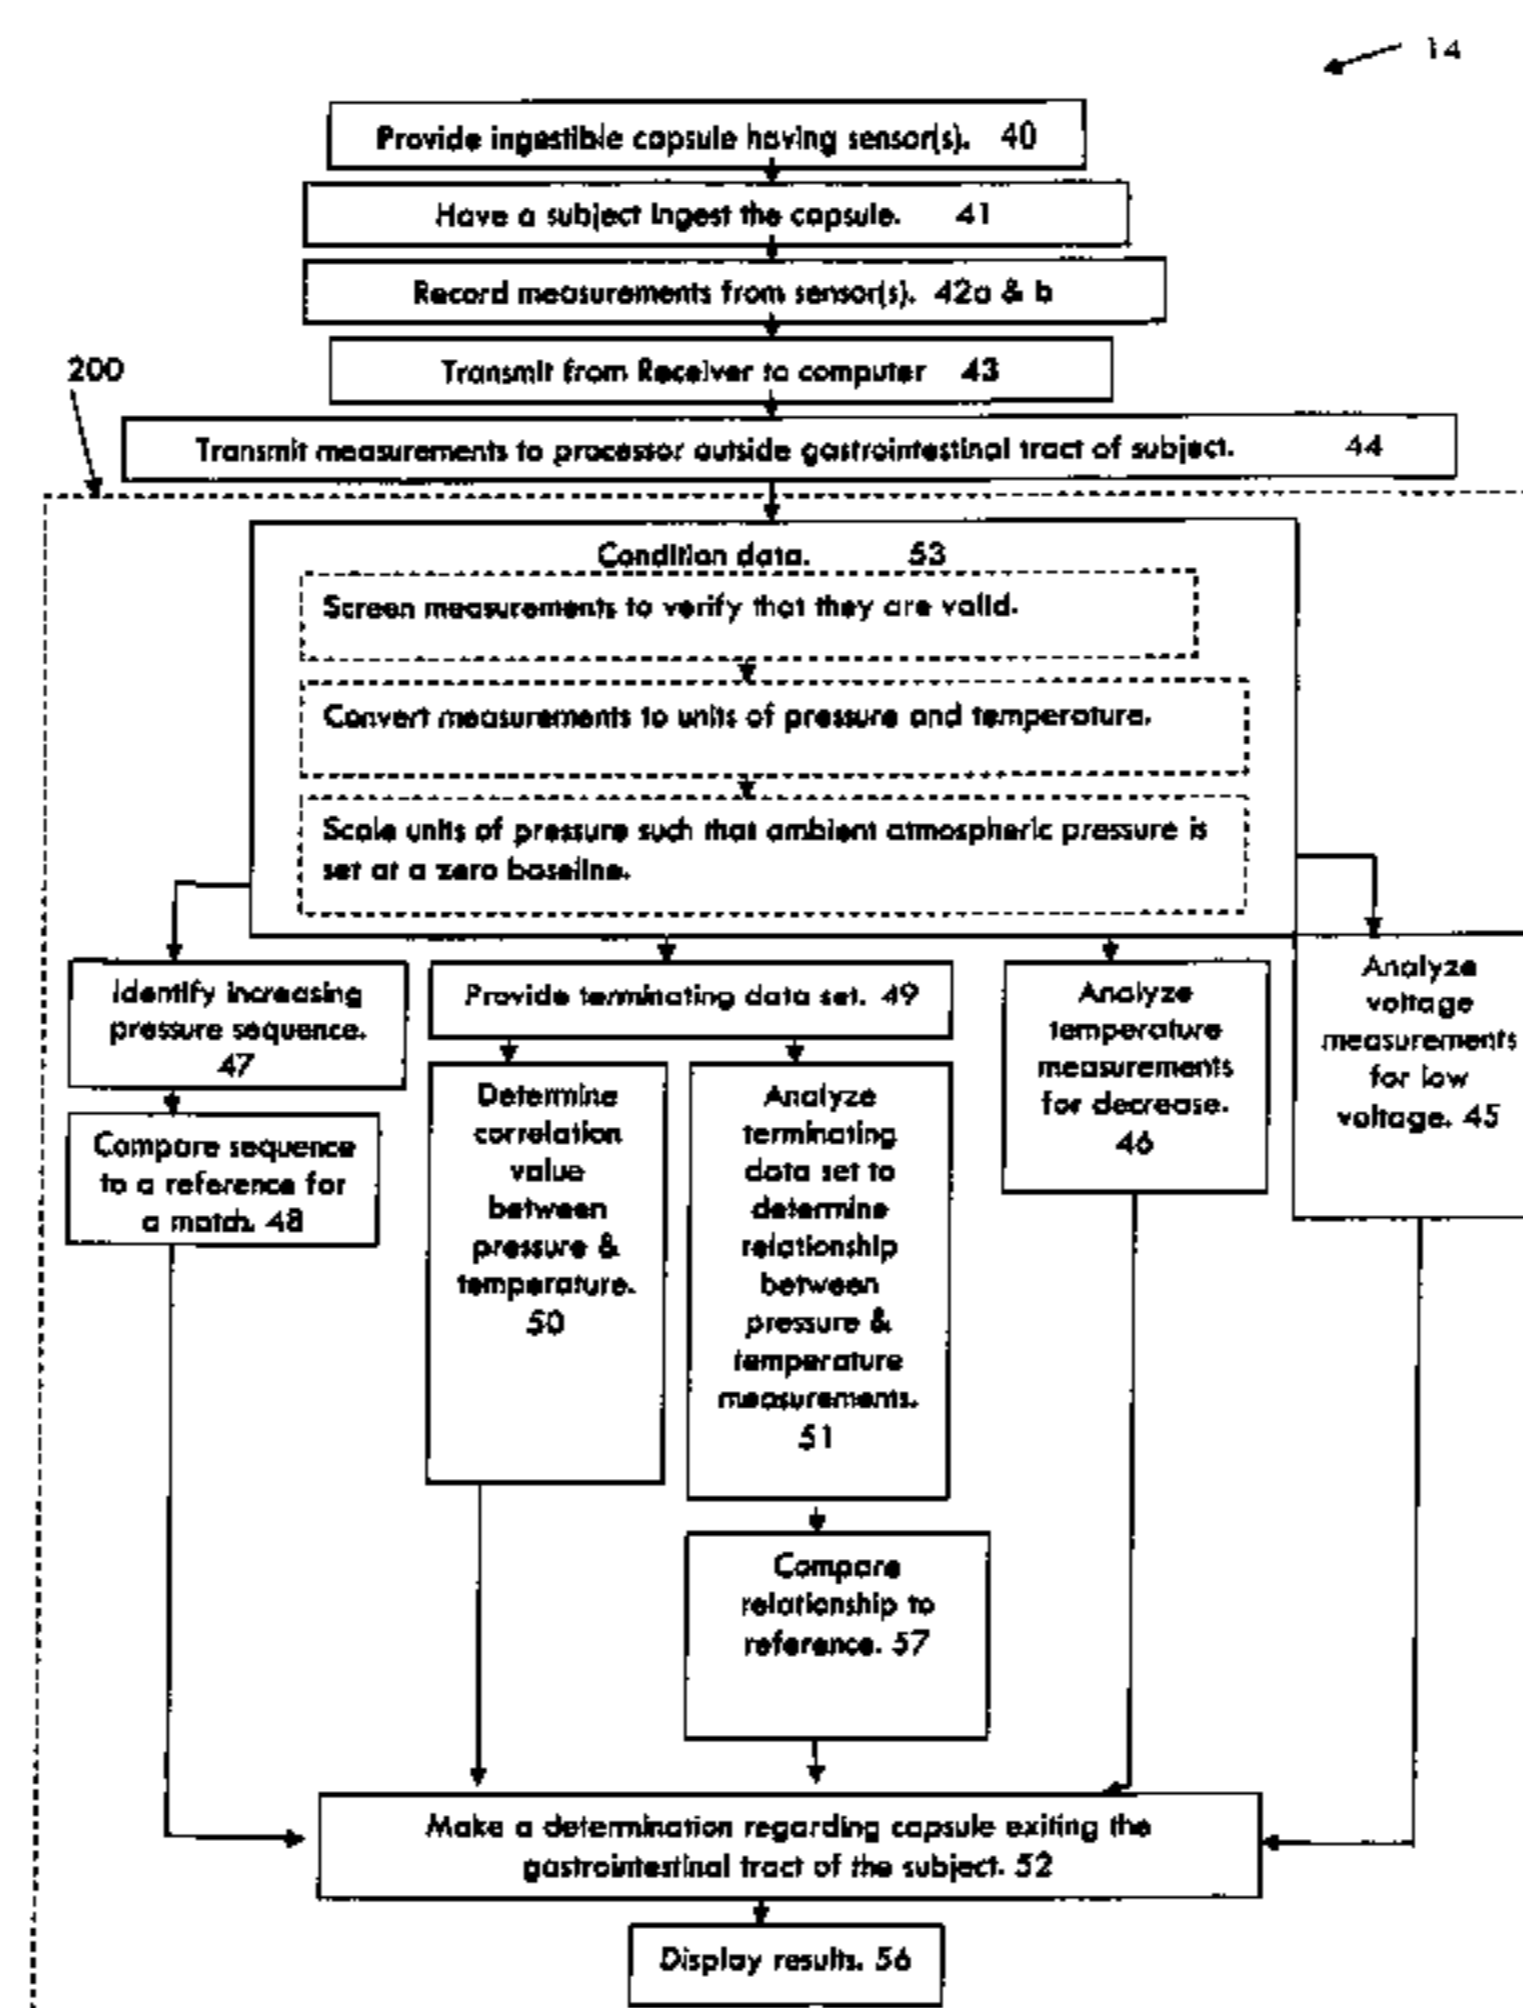 14
Provide ingestible capsule having sensor(s). 40
Have a subject ingest the capsule. 41
Record measurements from sensor(s). 42a & b
Transmit from Receiver to computer 43
200
Transmit measurements to processor outside gastrointestinal tract of subject. 44
Condition data. 53
Screen measurements to verify that they are valid.
Convert measurements to units of pressure and temperature.
Scale units of pressure such that ambient atmospheric pressure is
set at a zero baseline.
Identify increasing
pressure sequence.
47
Compare sequence
to a reference for
a match. 48
Provide terminating data set. 49
Determine
correlation
value
between
pressure &
temperature.
50
Analyze
terminating
data set to
determine
relationship
between
pressure &
temperature
measurements.
51
Compare
relationship to
reference. 57
Analyze
temperature
measurements
for decrease.
46
Analyze
voltage
measurements
for low
voltage. 45
Make a determination regarding capsule exiting the
gastrointestinal tract of the subject. 52
Display results. 56